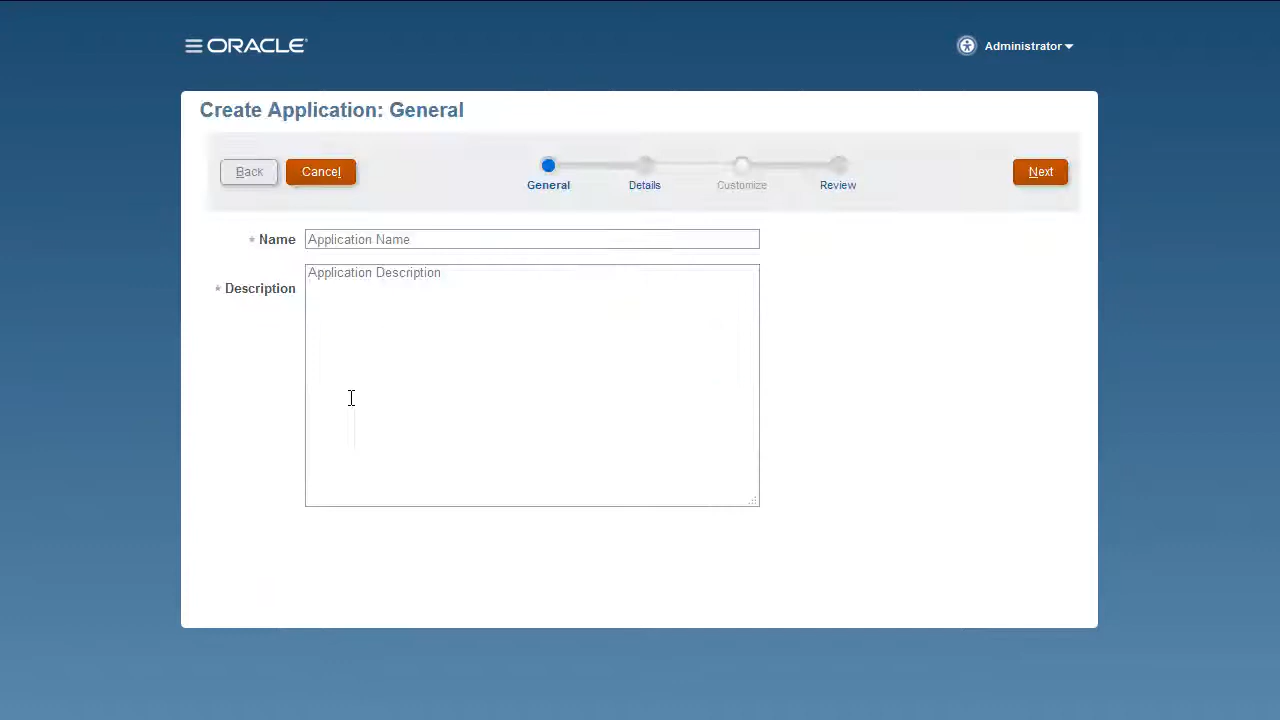 ORACLE
Administrator
Create Application: General
Back
Cancel
General
Details
Customize
Review
Next
* Name
Application Name
* Description
Application Description